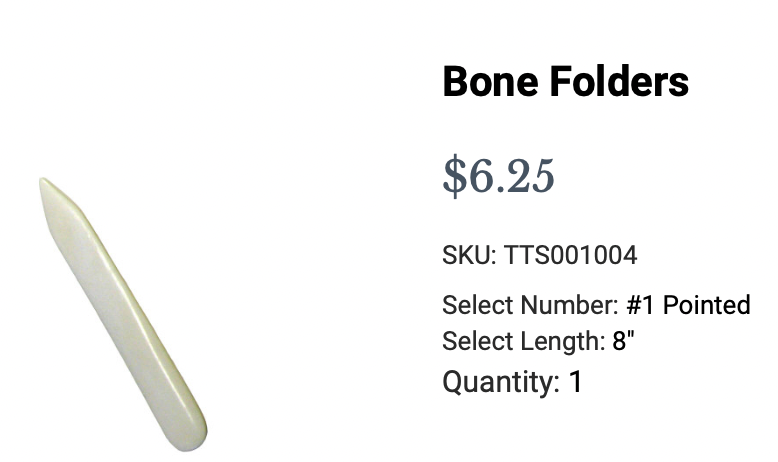 Bone Folders
$6.25
SKU: TTS001004
Select Number: #1 Pointed
Select Length: 8"
Quantity: 1